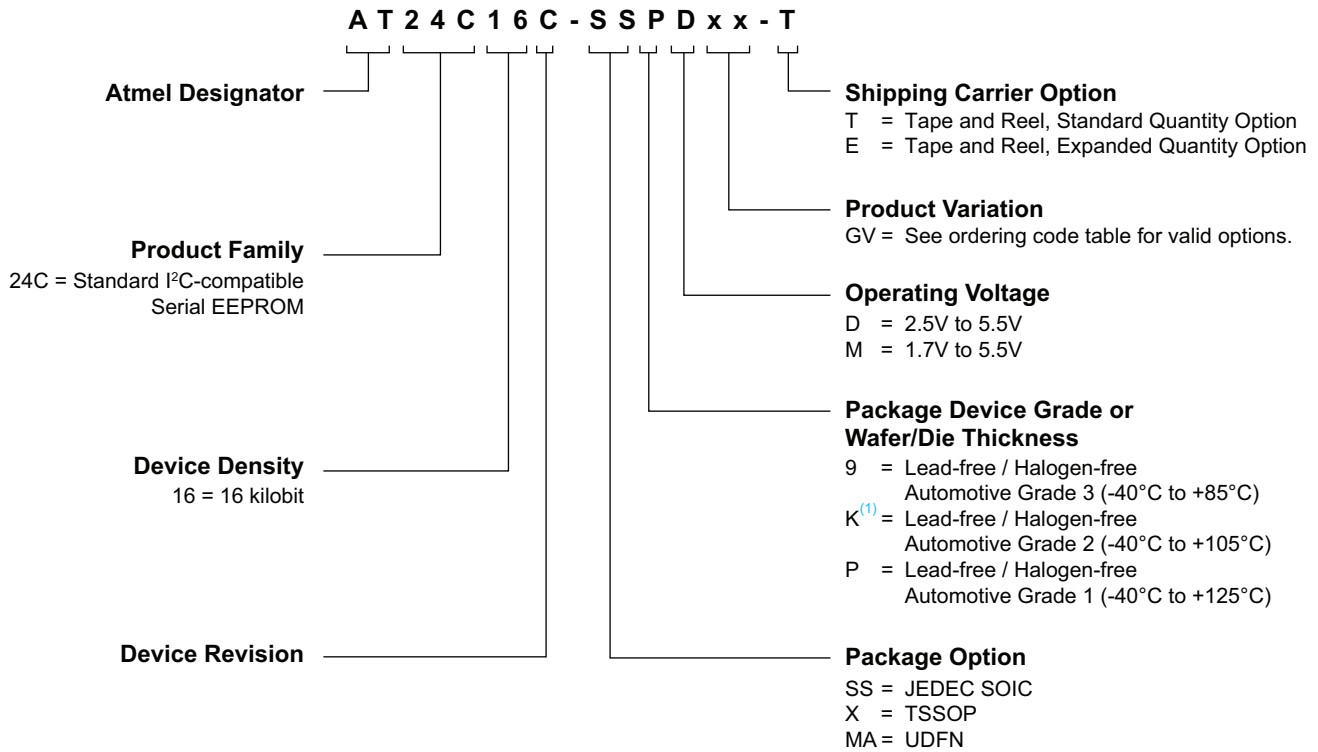 AT24C16C-SSPDxx-T
Atmel Designator
Product Family
24C = Standard I²C-compatible
Serial EEPROM
Device Density
16 = 16 kilobit
Device Revision
Shipping Carrier Option
T = Tape and Reel, Standard Quantity Option
E = Tape and Reel, Expanded Quantity Option
Product Variation
GV = See ordering code table for valid options.
Operating Voltage
D = 2.5V to 5.5V
M = 1.7V to 5.5V
Package Device Grade or
Wafer/Die Thickness
9 = Lead-free / Halogen-free
Automotive Grade 3 (-40°C to +85°C)
K(1) = Lead-free / Halogen-free
Automotive Grade 2 (-40°C to +105°C)
P = Lead-free / Halogen-free
Automotive Grade 1 (-40°C to +125°C)
Package Option
SS = JEDEC SOIC
X = TSSOP
MA = UDFN